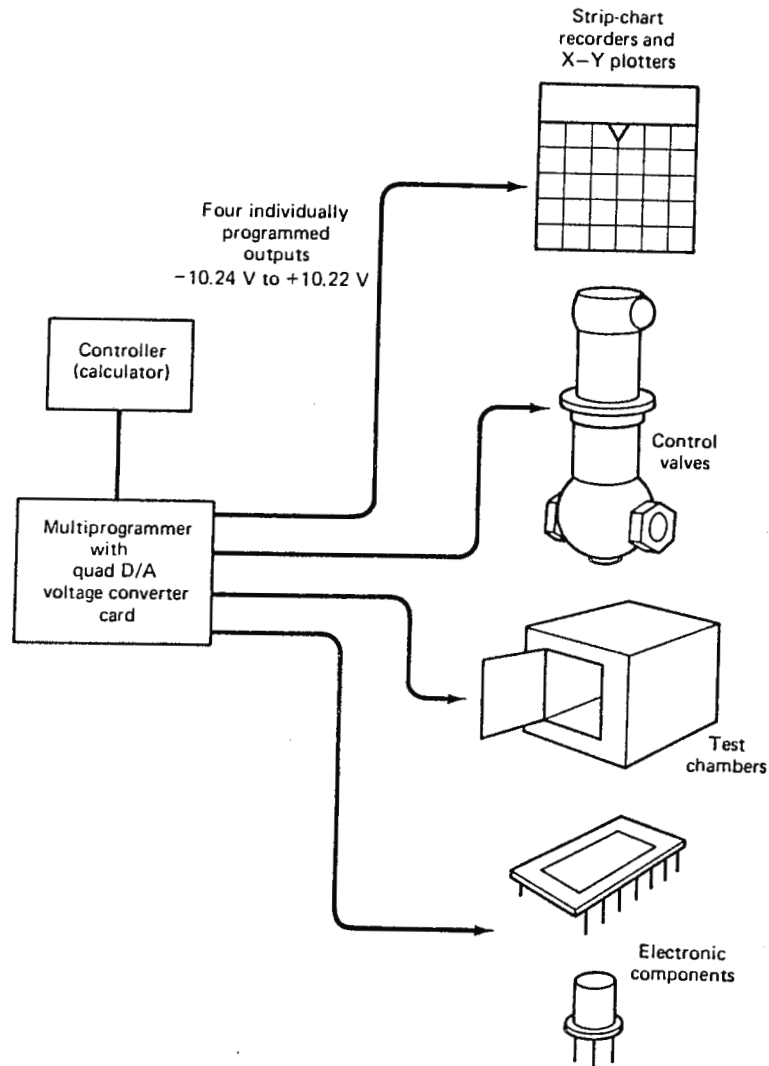 Strip-chart
recorders and
X–Y plotters
Four individually
programmed
outputs
−10.24 V to +10.22 V
Controller
(calculator)
Control
valves
Multiprogrammer
with
quad D/A
voltage converter
card
Test
chambers
Electronic
components